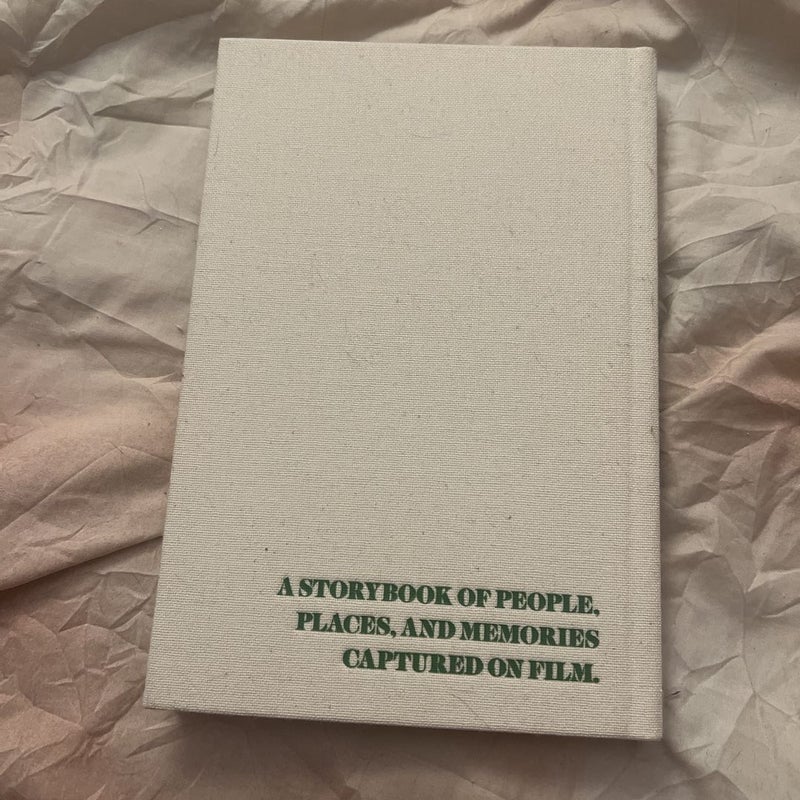 A STORYBOOK OF PEOPLE,
PLACES, AND MEMORIES
CAPTURED ON FILM.